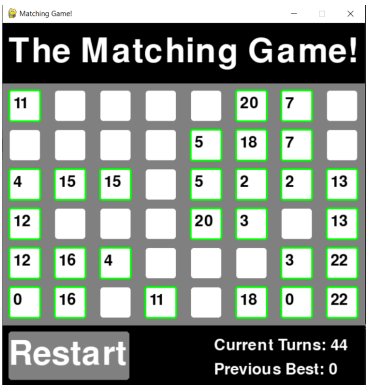 Matching Game!
The Matching Game!
11 20 7
5 18 7
4 15 15 5 2 2 13
12 20 3 13
12 16 4 3 22
0 16 11 18 0 22
Restart
Current Turns: 44
Previous Best: 0